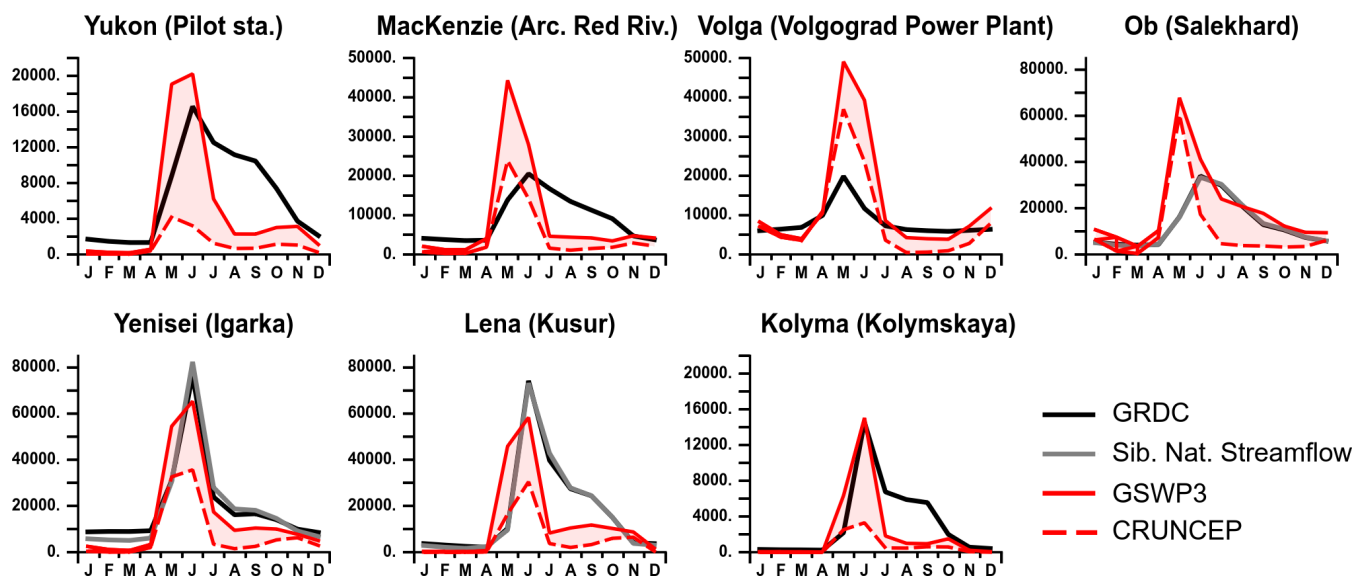 Yukon (Pilot sta.)
20000.
16000.
12000.
8000.
4000.
0.
J F M A M J J A S O N D
MacKenzie (Arc. Red Riv.)
50000.
40000.
30000.
20000.
10000.
0.
J F M A M J J A S O N D
Volga (Volgograd Power Plant)
50000.
40000.
30000.
20000.
10000.
0.
J F M A M J J A S O N D
Ob (Salekhard)
80000.
60000.
40000.
20000.
0.
J F M A M J J A S O N D
Yenisei (Igarka)
80000.
60000.
40000.
20000.
0.
J F M A M J J A S O N D
Lena (Kusur)
80000.
60000.
40000.
20000.
0.
J F M A M J J A S O N D
Kolyma (Kolymskaya)
20000.
16000.
12000.
8000.
4000.
0.
J F M A M J J A S O N D
GRDC
Sib. Nat. Streamflow
GSWP3
CRUNCEP